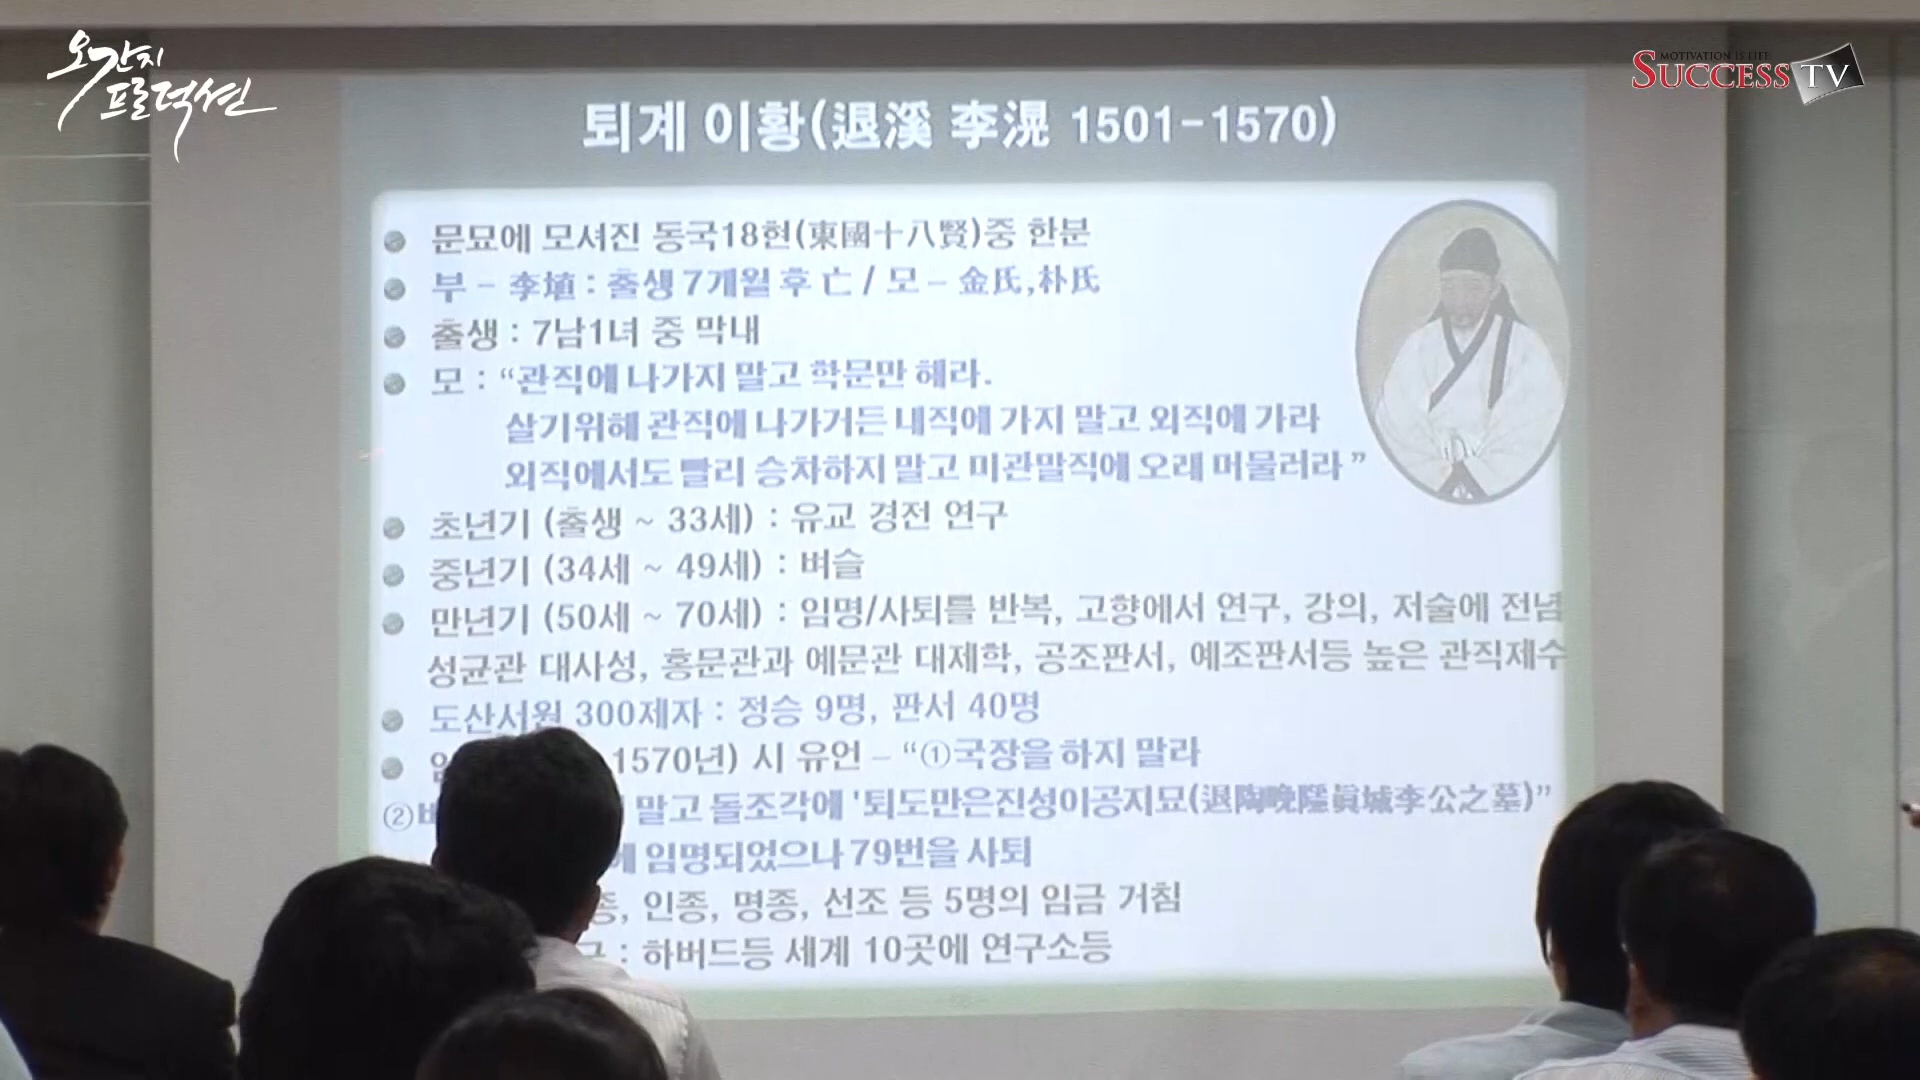 오간지
프로덕션
MOTIVATION IS LIFE
SUCCESS TV
퇴계 이황(退溪 李滉 1501-1570)
문묘에 모셔진 동국18현(東國十八賢)중 한분
부 - 李埴 : 출생 7개월 후 亡 / 모 - 金氏,朴氏
출생 : 7남1녀 중 막내
모 : “관직에 나가지 말고 학문만 해라.
살기위해 관직에 나가거든 내직에 가지 말고 외직에 가라
외직에서도 빨리 승차하지 말고 미관말직에 오래 머물러라 ”
초년기 (출생 ~ 33세) : 유교 경전 연구
중년기 (34세 ~ 49세) : 벼슬
만년기 (50세 ~ 70세) : 임명/사퇴를 반복, 고향에서 연구, 강의, 저술에 전념
성균관 대사성, 홍문관과 예문관 대제학, 공조판서, 예조판서등 높은 관직제수
도산서원 300제자 : 정승 9명, 판서 40명
1570년) 시 유언 – “①국장을 하지 말라
② 말고 돌조각에 '퇴도만은진성이공지묘(退陶晩隱眞城李公之墓)”
임명되었으나 79번을 사퇴
인종, 명종, 선조 등 5명의 임금 거침
: 하버드등 세계 10곳에 연구소등